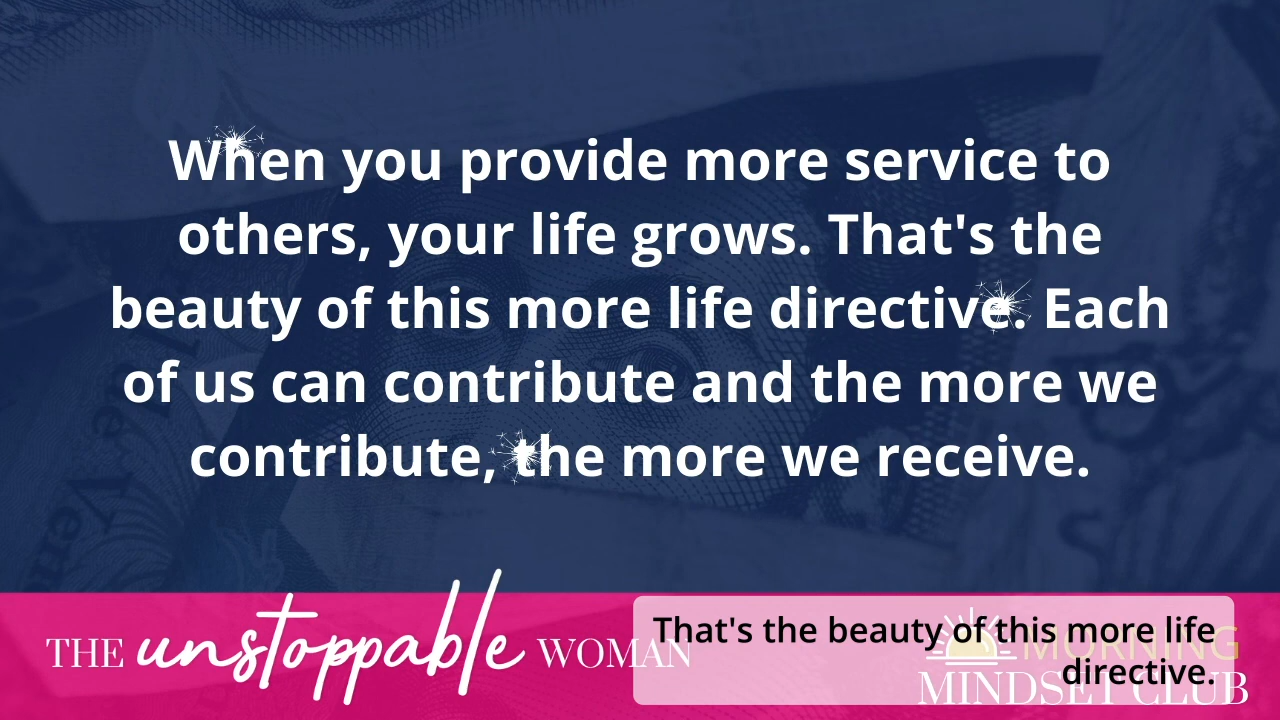 When you provide more service to
others, your life grows. That's the
beauty of this more life directive. Each
of us can contribute and the more we
contribute, the more we receive.
THE unstoppable WOMAN
That's the beauty of this more life
directive.
MORNING
MINDSET CLUB